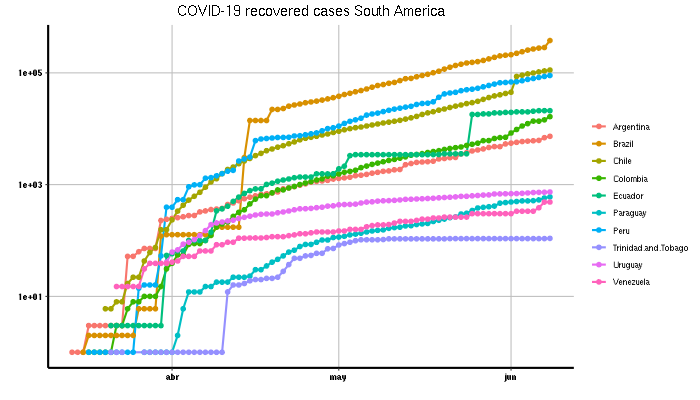 COVID-19 recovered cases South America
1e+05
1e+03
1e+01
abr
may
jun
Argentina
Brazil
Chile
Colombia
Ecuador
Paraguay
Peru
Trinidad.and.Tobago
Uruguay
Venezuela